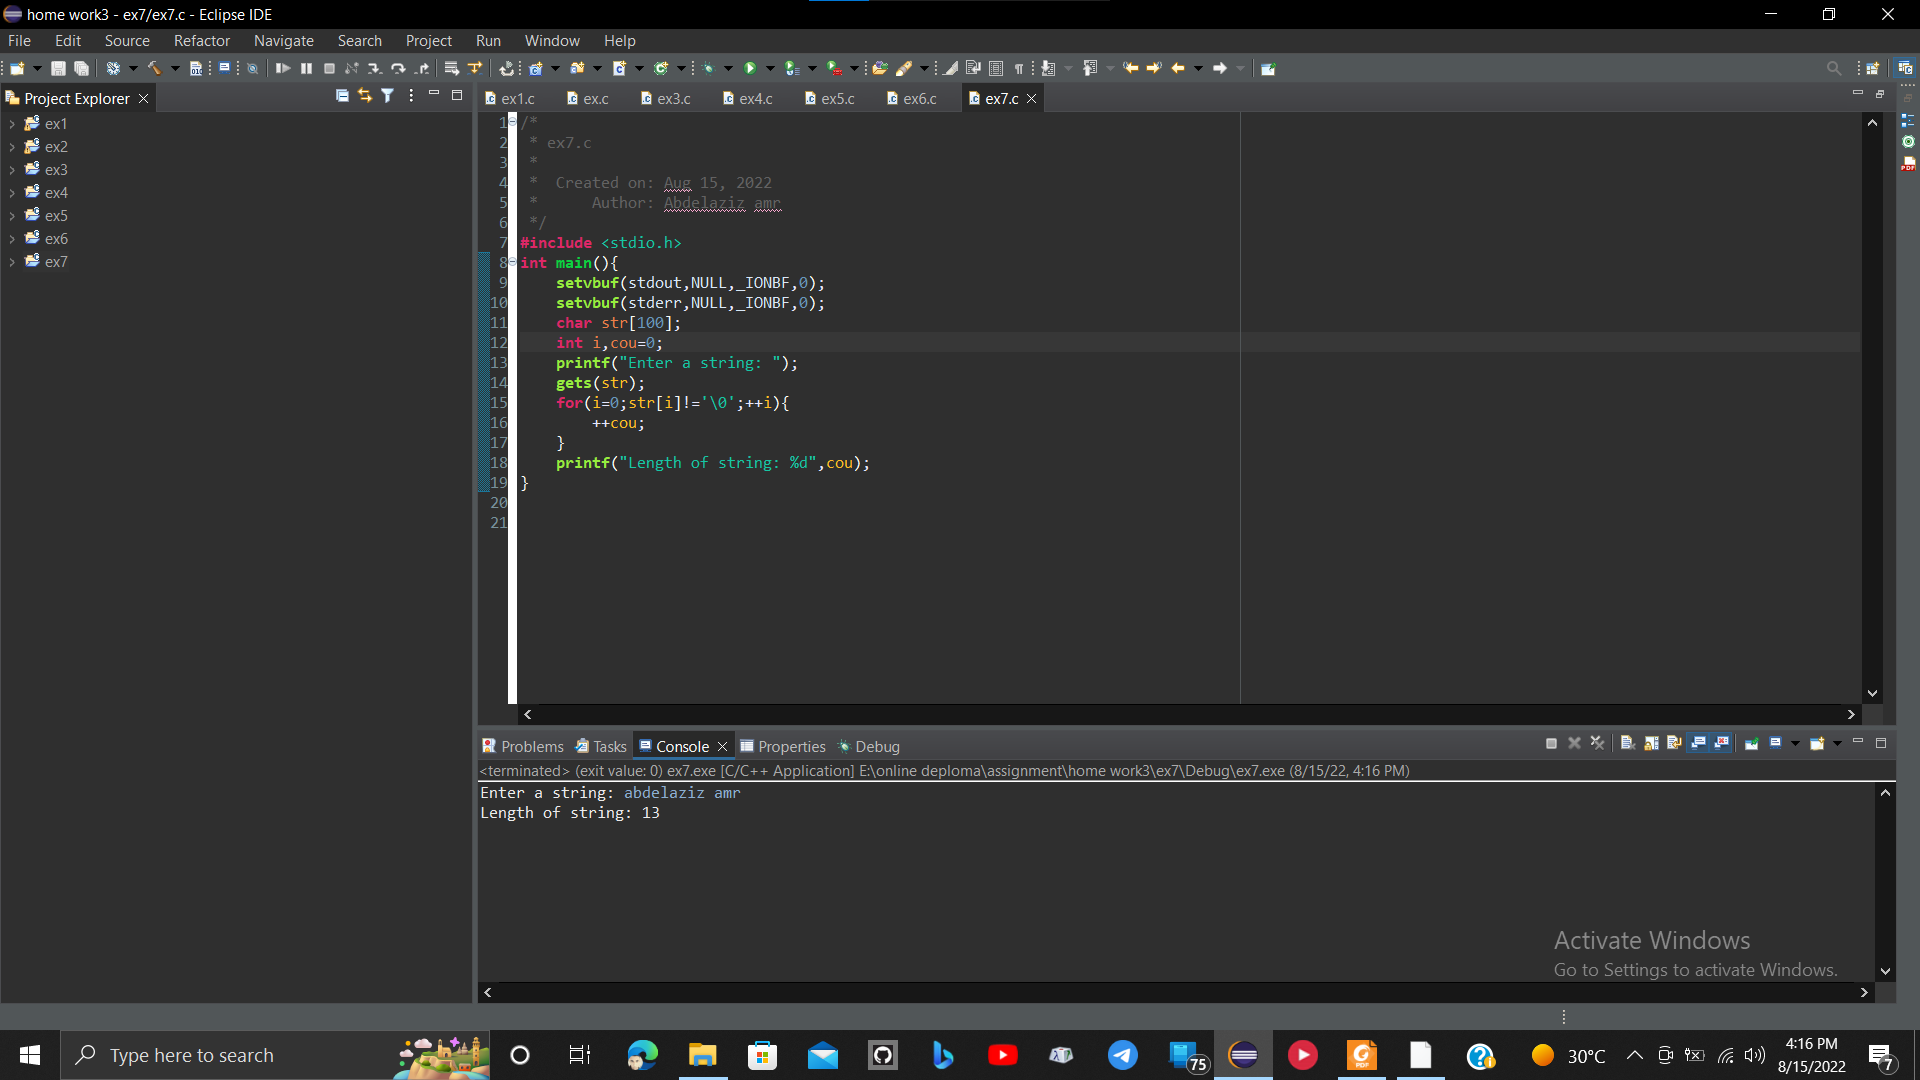 home work3 - ex7/ex7.c - Eclipse IDE
File Edit Source Refactor Navigate Search Project Run Window Help
Project Explorer
ex1.c ex.c ex3.c ex4.c ex5.c ex6.c ex7.c
ex1
ex2
ex3
ex4
ex5
ex6
ex7
1 /*
2 * ex7.c
3 *
4 * Created on: Aug 15, 2022
5 * Author: Abdelaziz amr
6 */
7 #include <stdio.h>
8 int main(){
9 setvbuf(stdout,NULL,_IONBF,0);
10 setvbuf(stderr,NULL,_IONBF,0);
11 char str[100];
12 int i,cou=0;
13 printf("Enter a string: ");
14 gets(str);
15 for(i=0;str[i]!='\0';++i){
16 ++cou;
17 }
18 printf("Length of string: %d",cou);
19 }
20
21
Problems Tasks Console Properties Debug
<terminated> (exit value: 0) ex7.exe [C/C++ Application] E:\online deploma\assignment\home work3\ex7\Debug\ex7.exe (8/15/22, 4:16 PM)
Enter a string: abdelaziz amr
Length of string: 13
Activate Windows
Go to Settings to activate Windows.
Type here to search
75
30°C
4:16 PM
8/15/2022
7